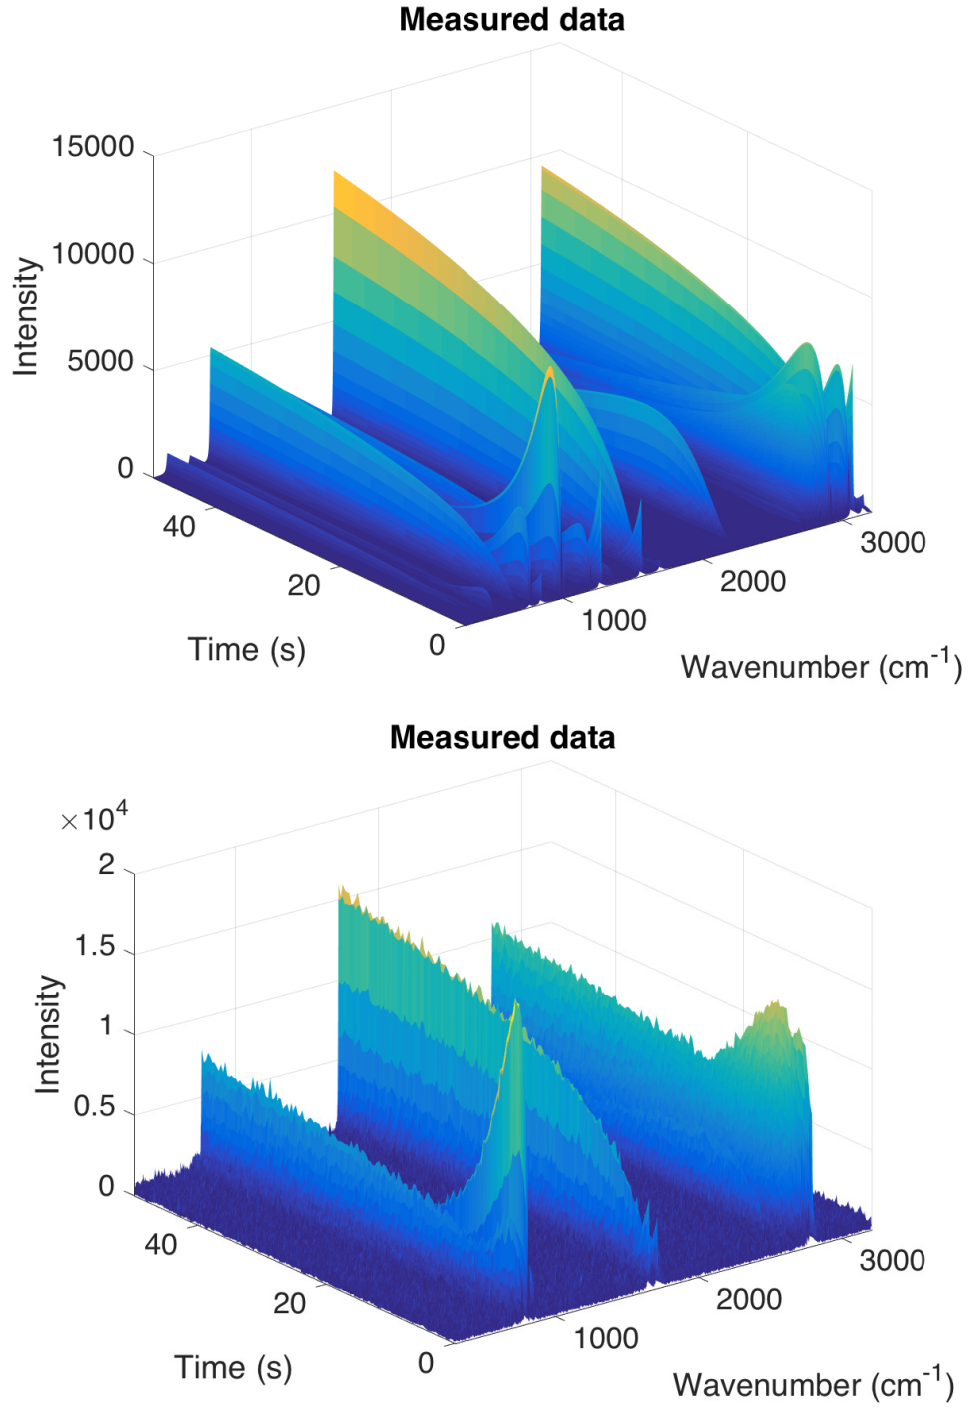 Measured data
15000
10000
5000
0
Intensity
40
20
0
Time (s)
1000
2000
3000
Wavenumber (cm-1)
Measured data
×10^4
2
1.5
1
0.5
0
Intensity
40
20
0
Time (s)
1000
2000
3000
Wavenumber (cm-1)